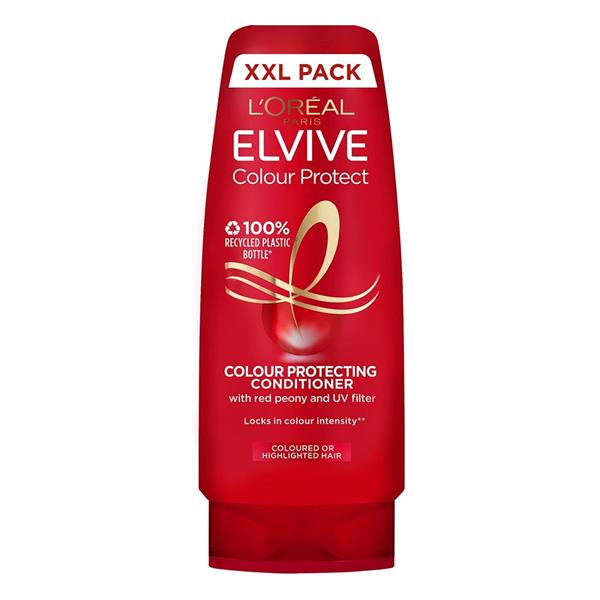 XXL PACK
L'ORÉAL
PARIS
ELVIVE
Colour Protect
100%
RECYCLED PLASTIC
BOTTLE*
COLOUR PROTECTING
CONDITIONER
with red peony and UV filter
Locks in colour intensity**
COLOURED OR
HIGHLIGHTED HAIR